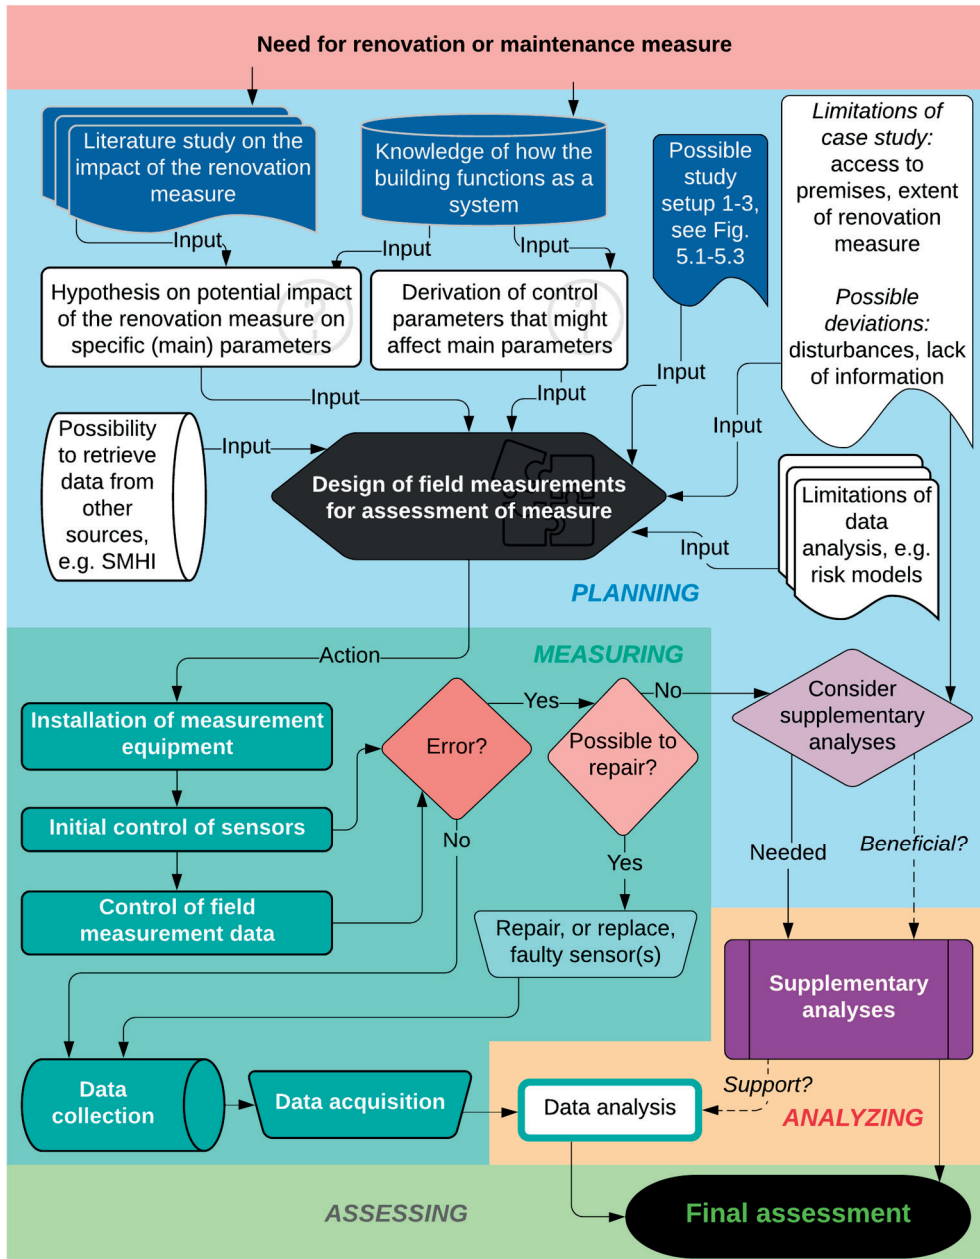 Need for renovation or maintenance measure
Literature study on the
impact of the renovation
measure
Knowledge of how the
building functions as a
system
Possible
study
setup 1-3,
see Fig.
5.1-5.3
Limitations of
case study:
access to
premises, extent
of renovation
measure
Possible
deviations:
disturbances, lack
of information
Input
Input
Input
Hypothesis on potential impact
of the renovation measure on
specific (main) parameters
Derivation of control
parameters that might
affect main parameters
Input
Input
Input
Input
Possibility
to retrieve
data from
other
sources,
e.g. SMHI
Input
Design of field measurements
for assessment of measure
Input
Limitations of
data
analysis, e.g.
risk models
PLANNING
Action
MEASURING
Installation of measurement
equipment
Error?
Yes
Possible to
repair?
No
Consider
supplementary
analyses
Initial control of sensors
No
Yes
Needed
Beneficial?
Control of field
measurement data
Repair, or replace,
faulty sensor(s)
Supplementary
analyses
Data
collection
Data acquisition
Data analysis
Support?
ANALYZING
ASSESSING
Final assessment